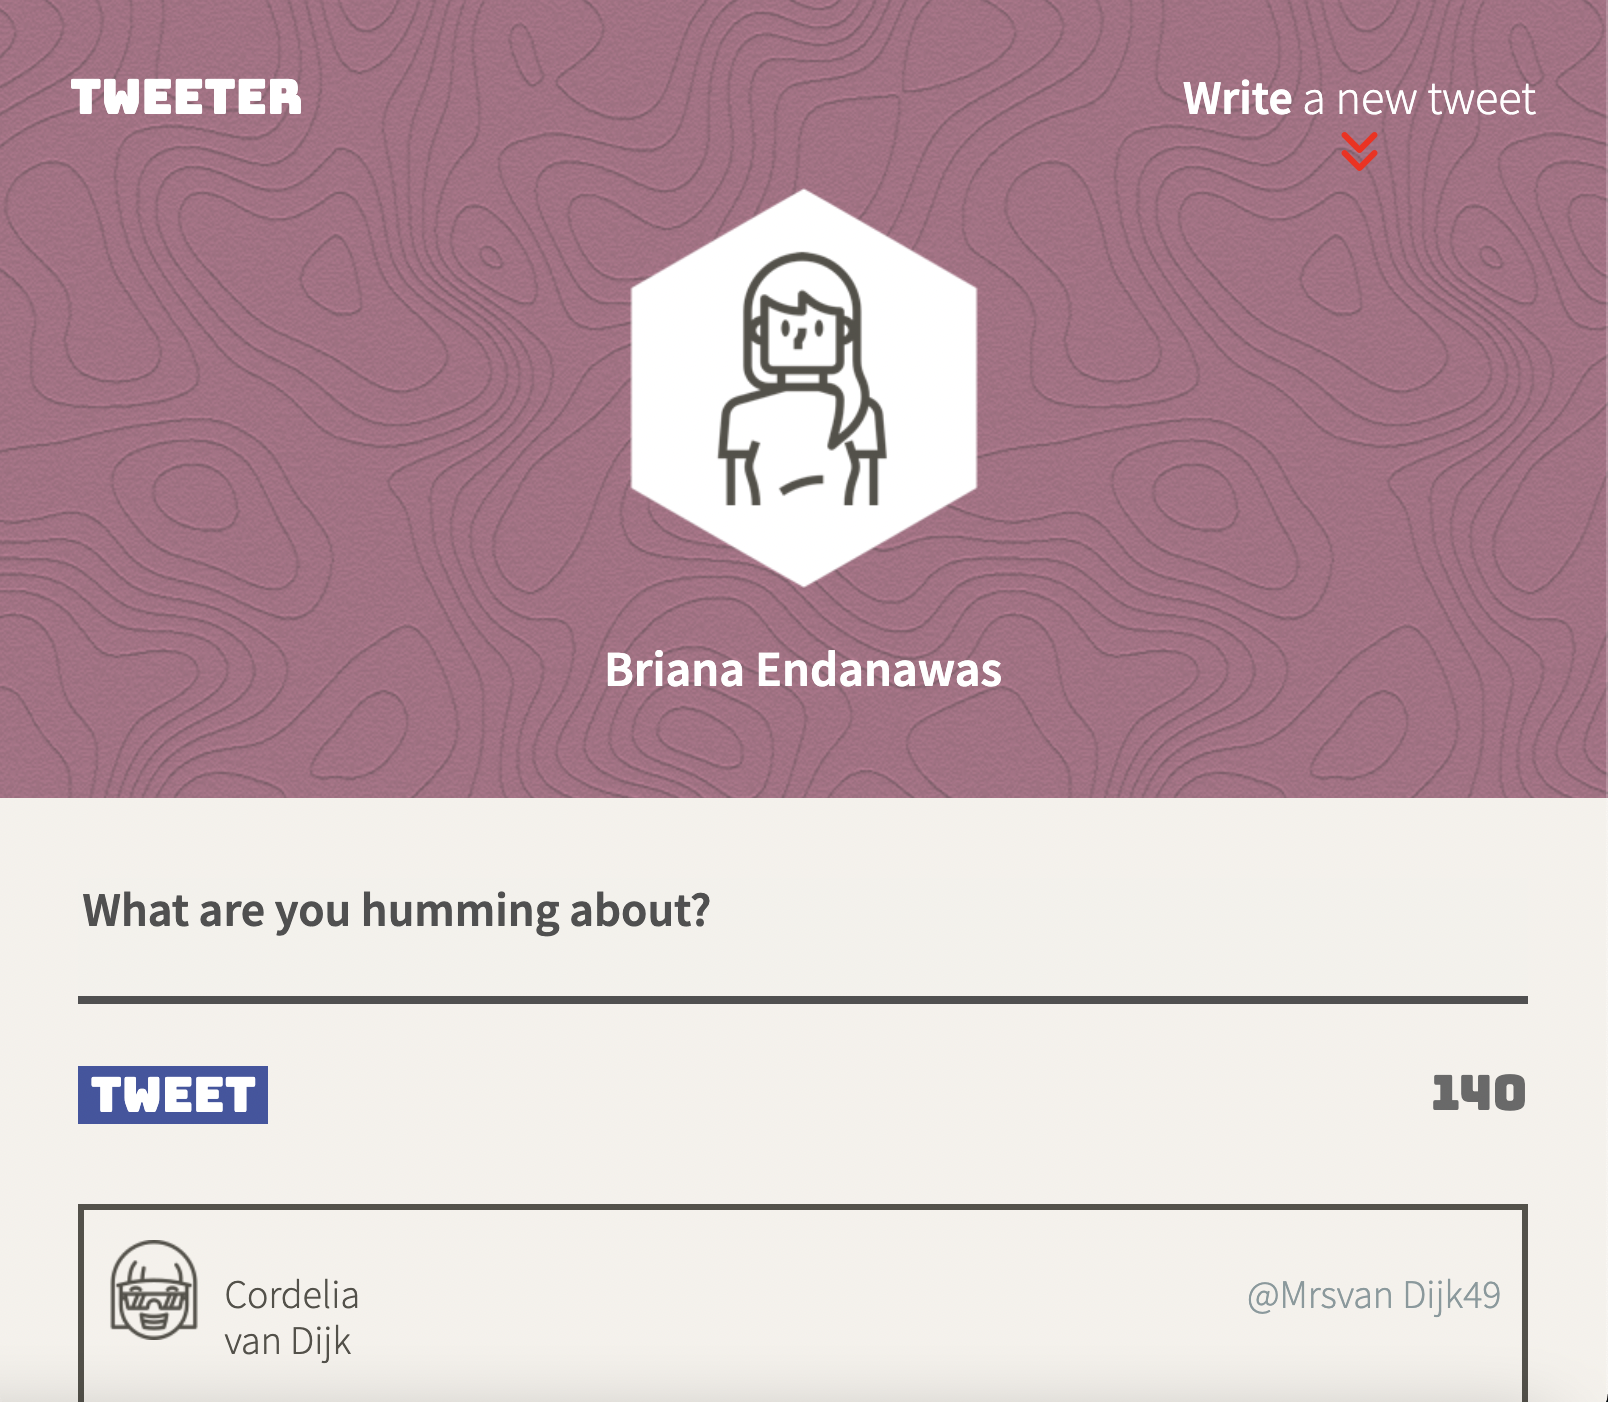 TWEETER
Write a new tweet
Briana Endanawas
What are you humming about?
TWEET
140
Cordelia
van Dijk
@Mrsvan Dijk49